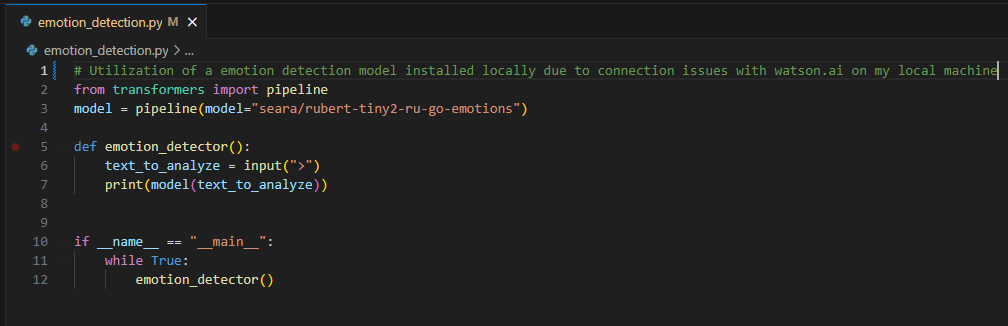 emotion_detection.py M ×
emotion_detection.py > ...
1 # Utilization of a emotion detection model installed locally due to connection issues with watson.ai on my local machine
2 from transformers import pipeline
3 model = pipeline(model="seara/rubert-tiny2-ru-go-emotions")
4
5 def emotion_detector():
6     text_to_analyze = input(">")
7     print(model(text_to_analyze))
8
9
10 if __name__ == "__main__":
11     while True:
12         emotion_detector()